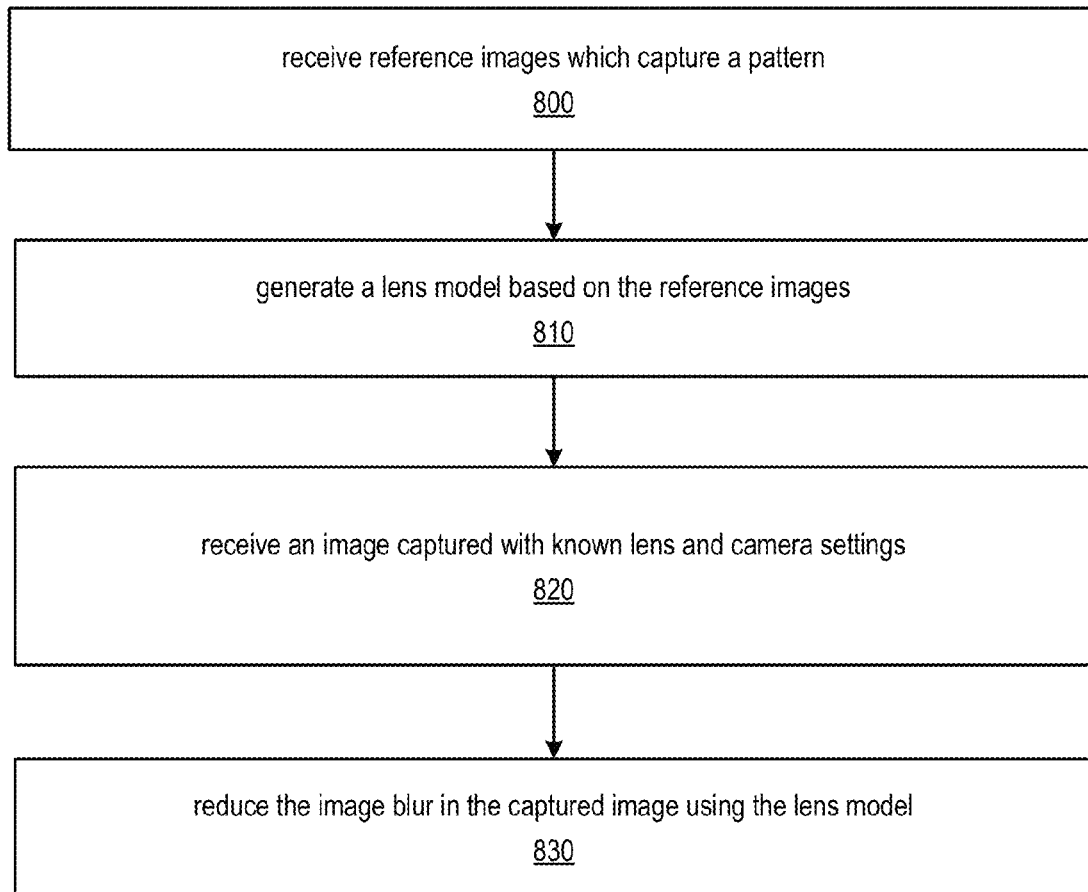 receive reference images which capture a pattern
800
generate a lens model based on the reference images
810
receive an image captured with known lens and camera settings
820
reduce the image blur in the captured image using the lens model
830